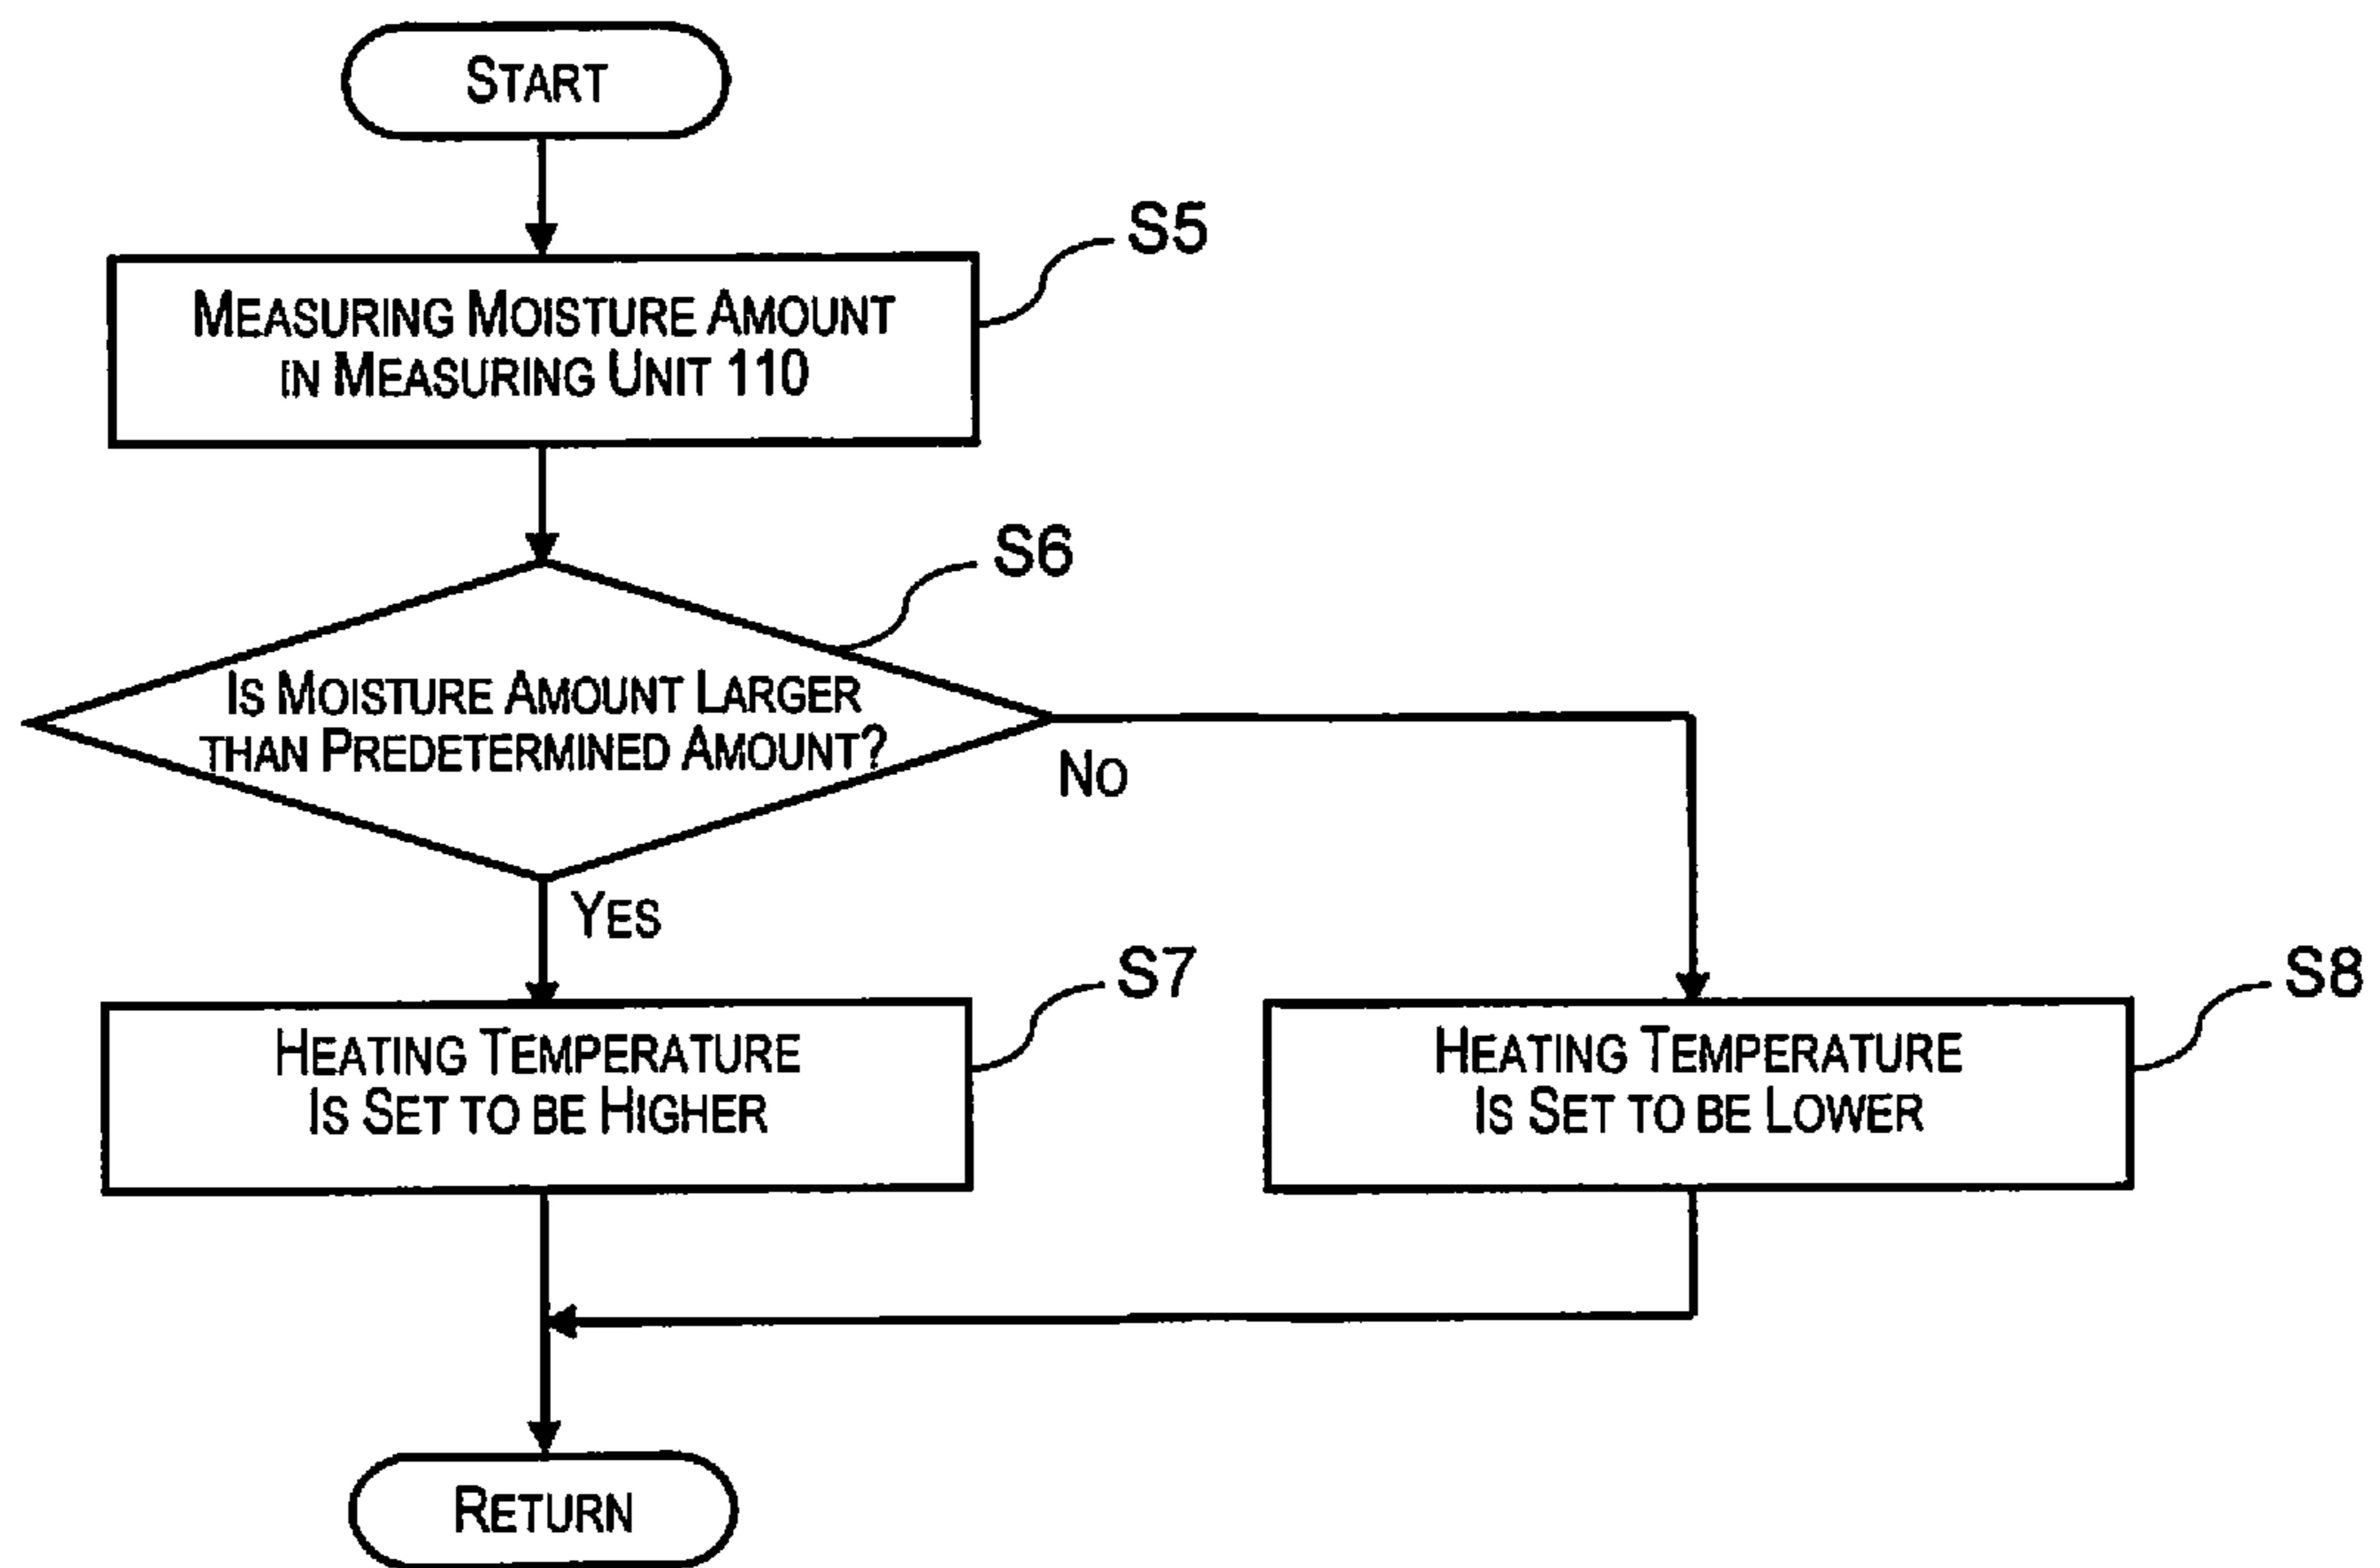 START
S5
MEASURING MOISTURE AMOUNT
IN MEASURING UNIT 110
S6
IS MOISTURE AMOUNT LARGER
THAN PREDETERMINED AMOUNT?
NO
YES
S7
S8
HEATING TEMPERATURE
IS SET TO BE HIGHER
HEATING TEMPERATURE
IS SET TO BE LOWER
RETURN